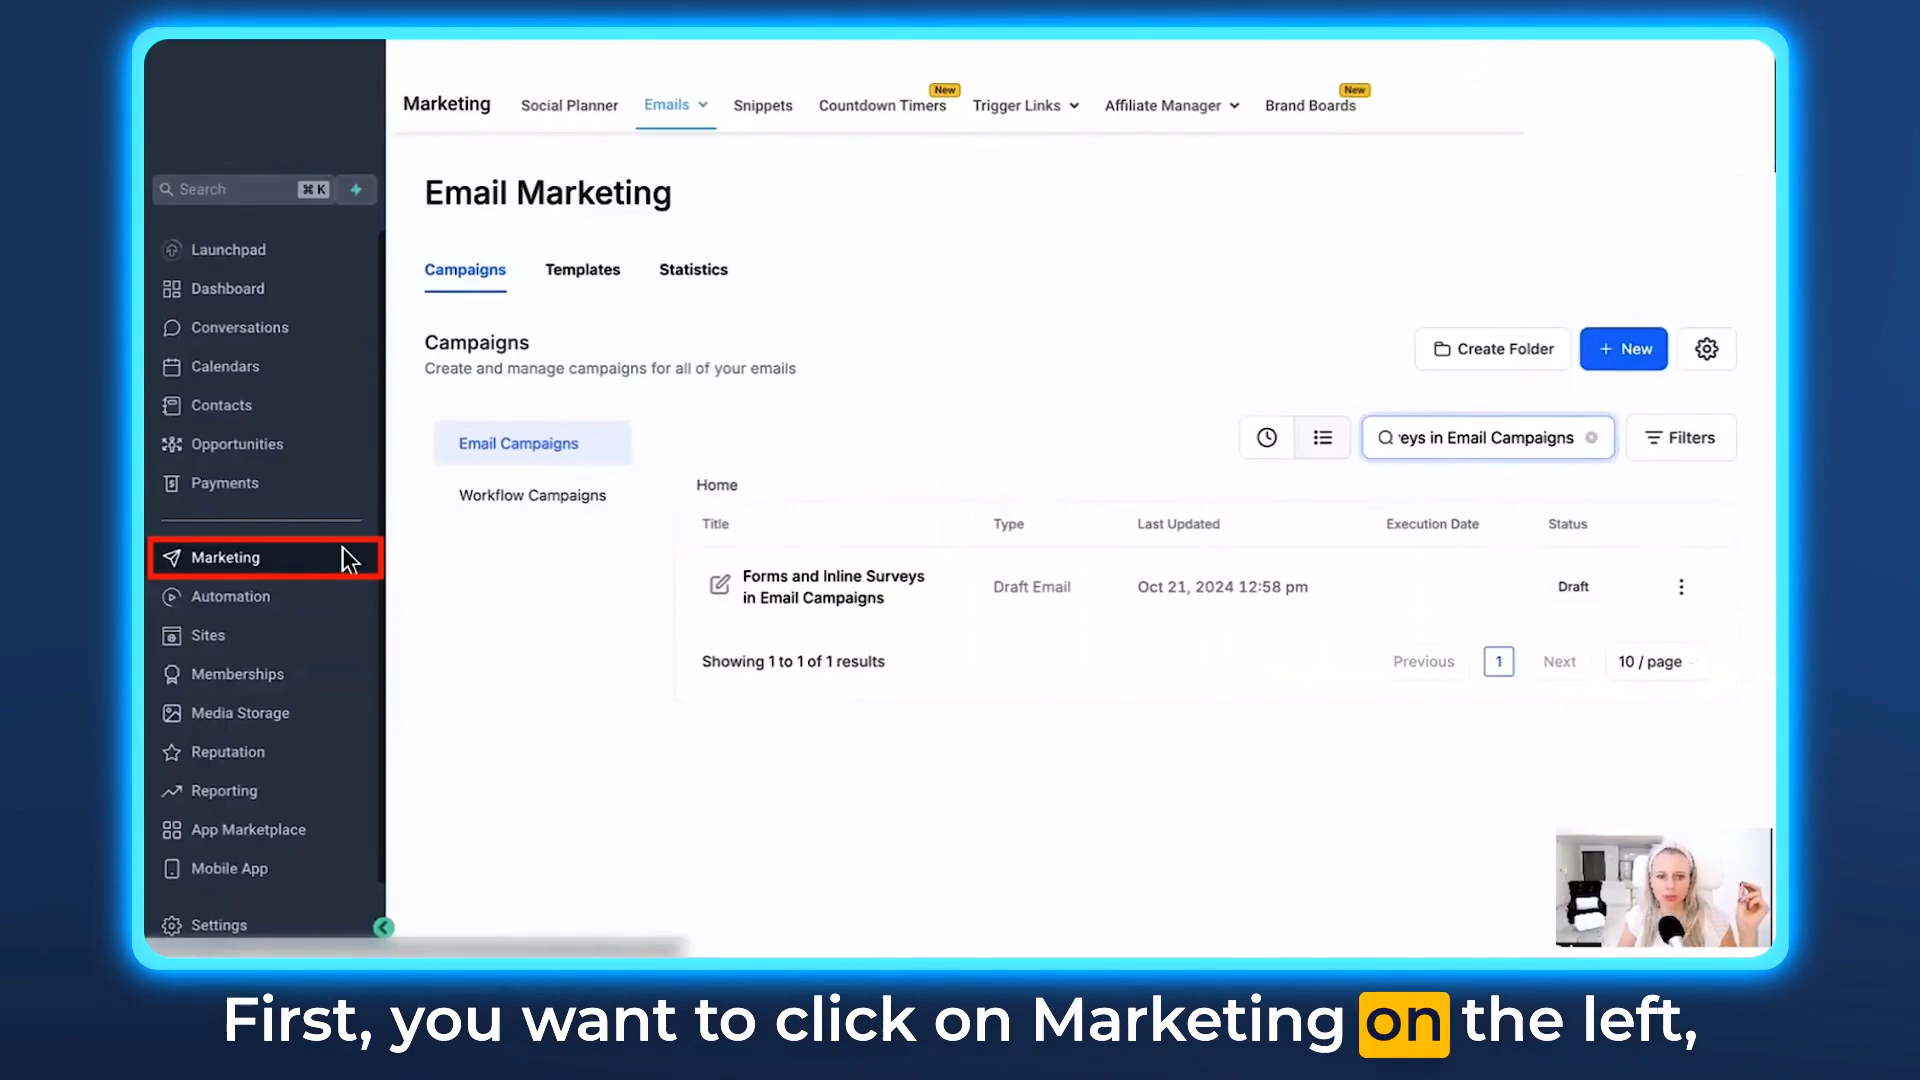 Marketing
Social Planner
Emails
Snippets
Countdown Timers
New
Trigger Links
Affiliate Manager
Brand Boards
New
Search
⌘ K
Launchpad
Dashboard
Conversations
Calendars
Contacts
Opportunities
Payments
Marketing
Automation
Sites
Memberships
Media Storage
Reputation
Reporting
App Marketplace
Mobile App
Settings
Email Marketing
Campaigns
Templates
Statistics
Campaigns
Create and manage campaigns for all of your emails
Create Folder
+ New
Email Campaigns
Workflow Campaigns
eys in Email Campaigns
Filters
Home
Title
Type
Last Updated
Execution Date
Status
Forms and Inline Surveys
in Email Campaigns
Draft Email
Oct 21, 2024 12:58 pm
Draft
Showing 1 to 1 of 1 results
Previous
1
Next
10 / page
First, you want to click on Marketing on the left,